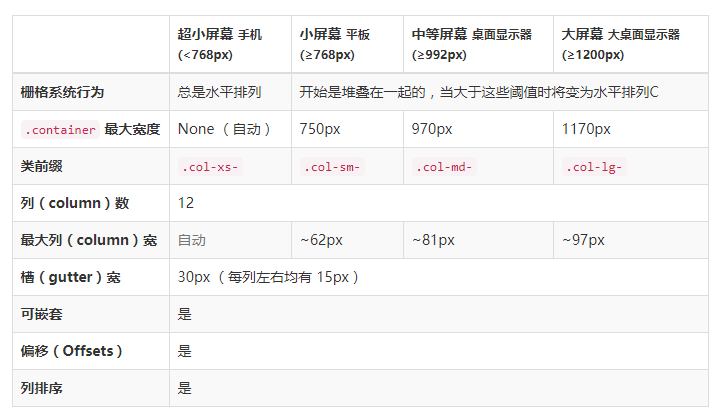 超小屏幕 手机 小屏幕 平板 中等屏幕 桌面显示器 大屏幕 大桌面显示器
(<768px) (≥768px) (≥992px) (≥1200px)
栅格系统行为 总是水平排列 开始是堆叠在一起的，当大于这些阈值时将变为水平排列C
.container 最大宽度 None （自动） 750px 970px 1170px
类前缀 .col-xs- .col-sm- .col-md- .col-lg-
列（column）数 12
最大列（column）宽 自动 ~62px ~81px ~97px
槽（gutter）宽 30px （每列左右均有 15px）
可嵌套 是
偏移（Offsets） 是
列排序 是